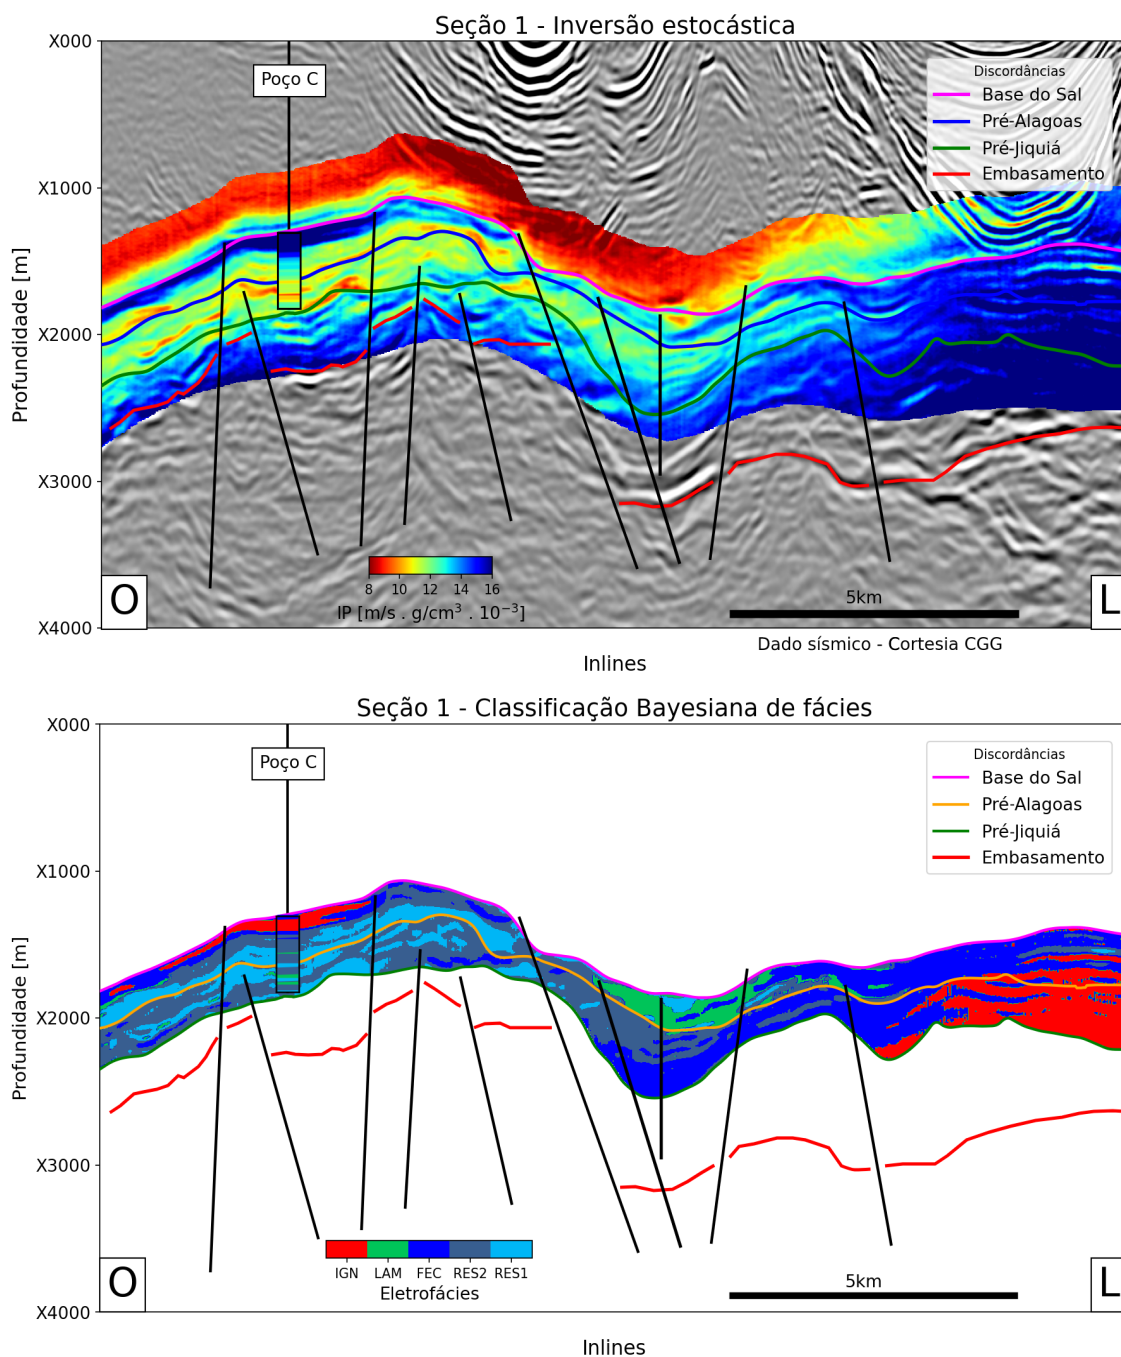 Seção 1 - Inversão estocástica
X000
X1000
X2000
X3000
X4000
Profundidade [m]
Poço C
Discordâncias
Base do Sal
Pré-Alagoas
Pré-Jiquiá
Embasamento
8 10 12 14 16
IP [m/s . g/cm³ . 10⁻³]
5km
O
L
Dado sísmico - Cortesia CGG
Inlines
Seção 1 - Classificação Bayesiana de fácies
X000
X1000
X2000
X3000
X4000
Profundidade [m]
Poço C
Discordâncias
Base do Sal
Pré-Alagoas
Pré-Jiquiá
Embasamento
IGN LAM FEC RES2 RES1
Eletrofácies
5km
O
L
Inlines